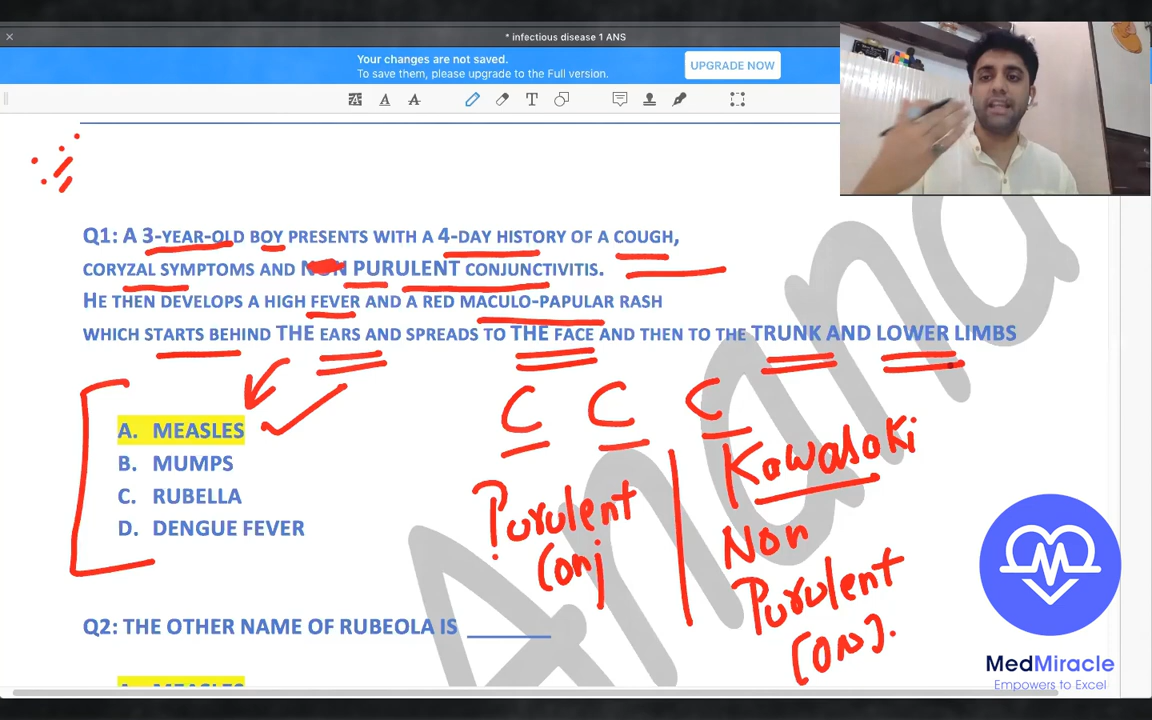 * infectious disease 1 ANS
Your changes are not saved.
To save them, please upgrade to the Full version.
UPGRADE NOW
Q1: A 3-YEAR-OLD BOY PRESENTS WITH A 4-DAY HISTORY OF A COUGH,
CORYZAL SYMPTOMS AND NON PURULENT CONJUNCTIVITIS.
HE THEN DEVELOPS A HIGH FEVER AND A RED MACULO-PAPULAR RASH
WHICH STARTS BEHIND THE EARS AND SPREADS TO THE FACE AND THEN TO THE TRUNK AND LOWER LIMBS
C C C
A. MEASLES
B. MUMPS
C. RUBELLA
D. DENGUE FEVER
Purulent
Conj
Kawasaki
Non
Purulent
Con).
Q2: THE OTHER NAME OF RUBEOLA IS ________
A. MEASLES
Anand
MedMiracle
Empowers to Excel